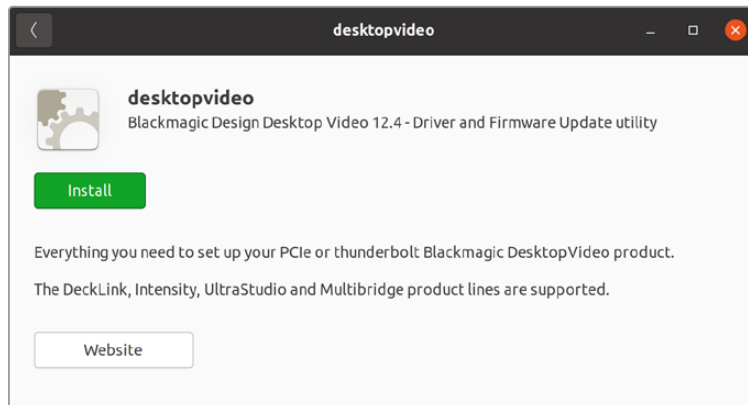 desktopvideo
desktopvideo
Blackmagic Design Desktop Video 12.4 - Driver and Firmware Update utility
Install
Everything you need to set up your PCIe or thunderbolt Blackmagic DesktopVideo product.
The DeckLink, Intensity, UltraStudio and Multibridge product lines are supported.
Website